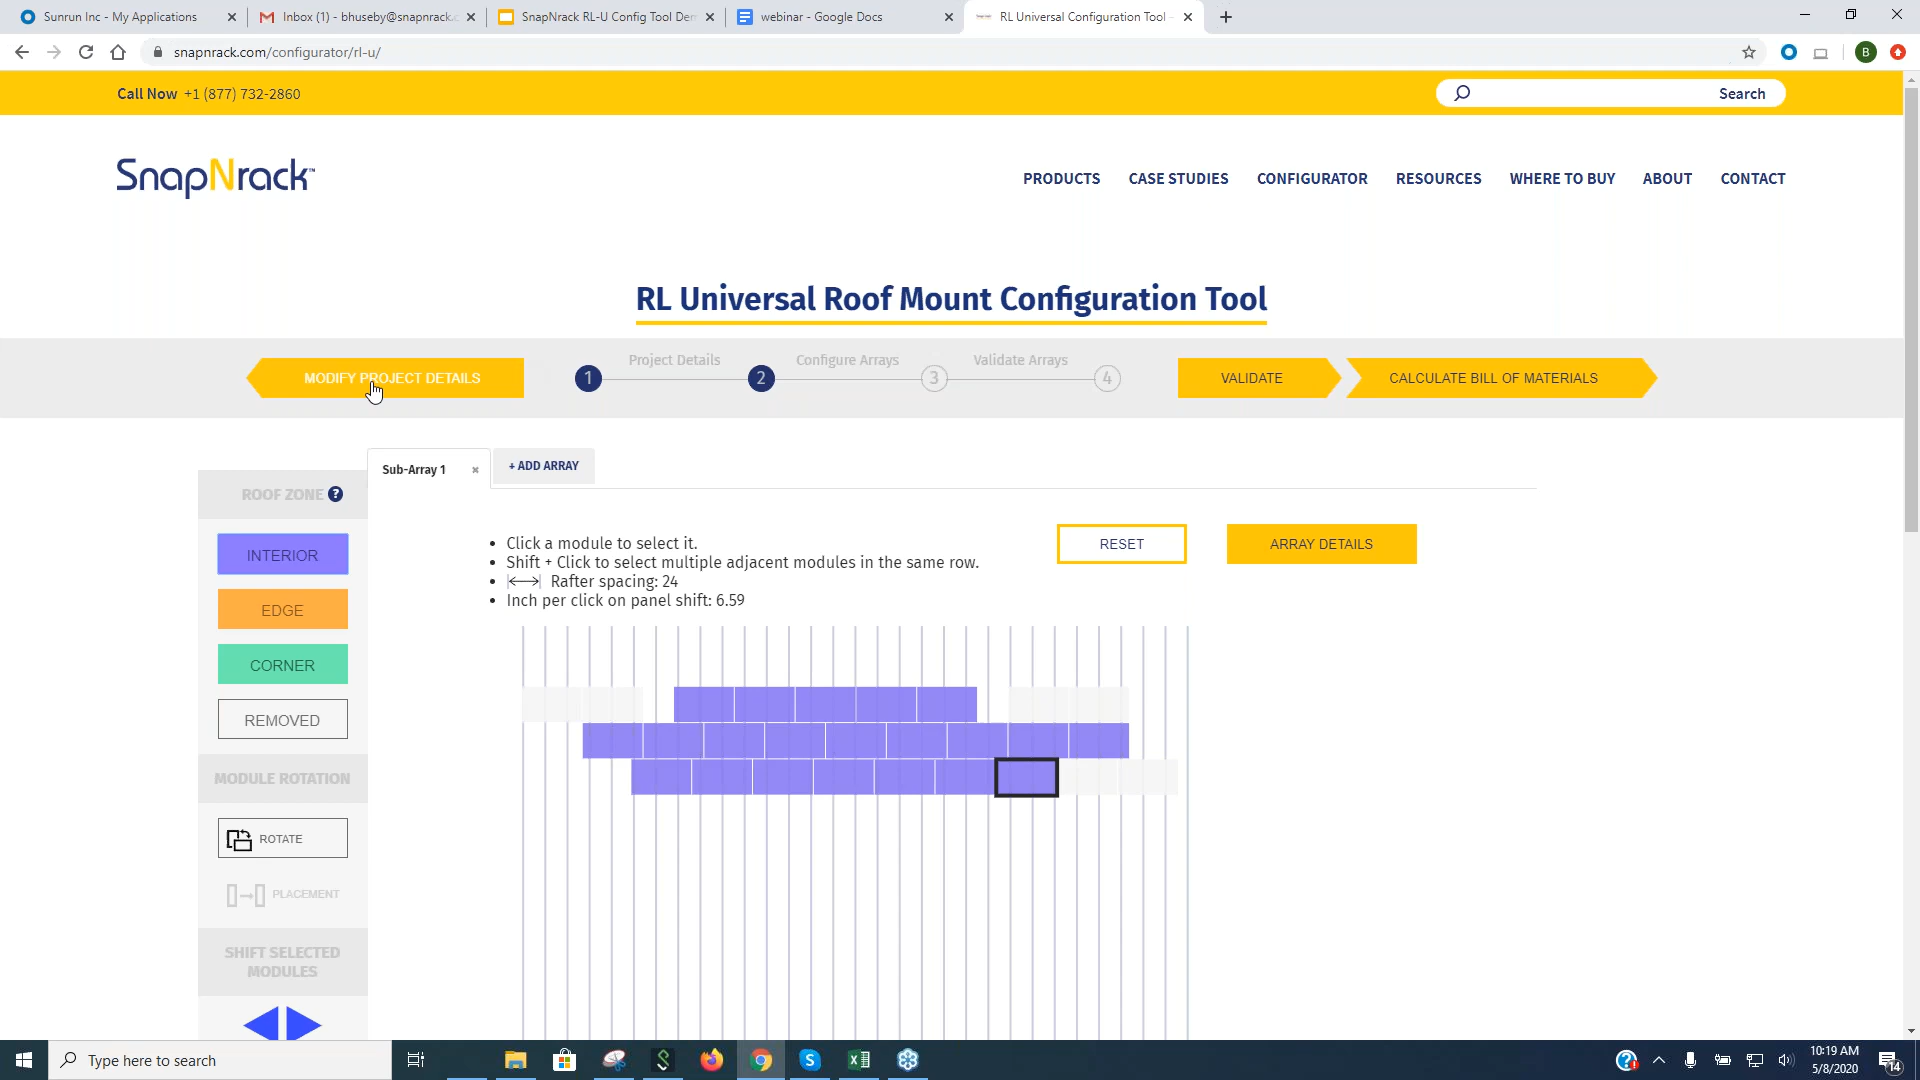 Sunrun Inc - My Applications
Inbox (1) - bhuseby@snapnrack.c
SnapNrack RL-U Config Tool Den
webinar - Google Docs
RL Universal Configuration Tool -
snapnrack.com/configurator/rl-u/
B
Call Now +1 (877) 732-2860
Search
SnapNrack™
PRODUCTS CASE STUDIES CONFIGURATOR RESOURCES WHERE TO BUY ABOUT CONTACT
RL Universal Roof Mount Configuration Tool
MODIFY PROJECT DETAILS
1 Project Details 2 Configure Arrays 3 Validate Arrays 4
VALIDATE
CALCULATE BILL OF MATERIALS
Sub-Array 1 ×
+ ADD ARRAY
ROOF ZONE ?
INTERIOR
EDGE
CORNER
REMOVED
MODULE ROTATION
ROTATE
PLACEMENT
SHIFT SELECTED
MODULES
• Click a module to select it.
• Shift + Click to select multiple adjacent modules in the same row.
• Rafter spacing: 24
• Inch per click on panel shift: 6.59
RESET
ARRAY DETAILS
Type here to search
10:19 AM
5/8/2020
14